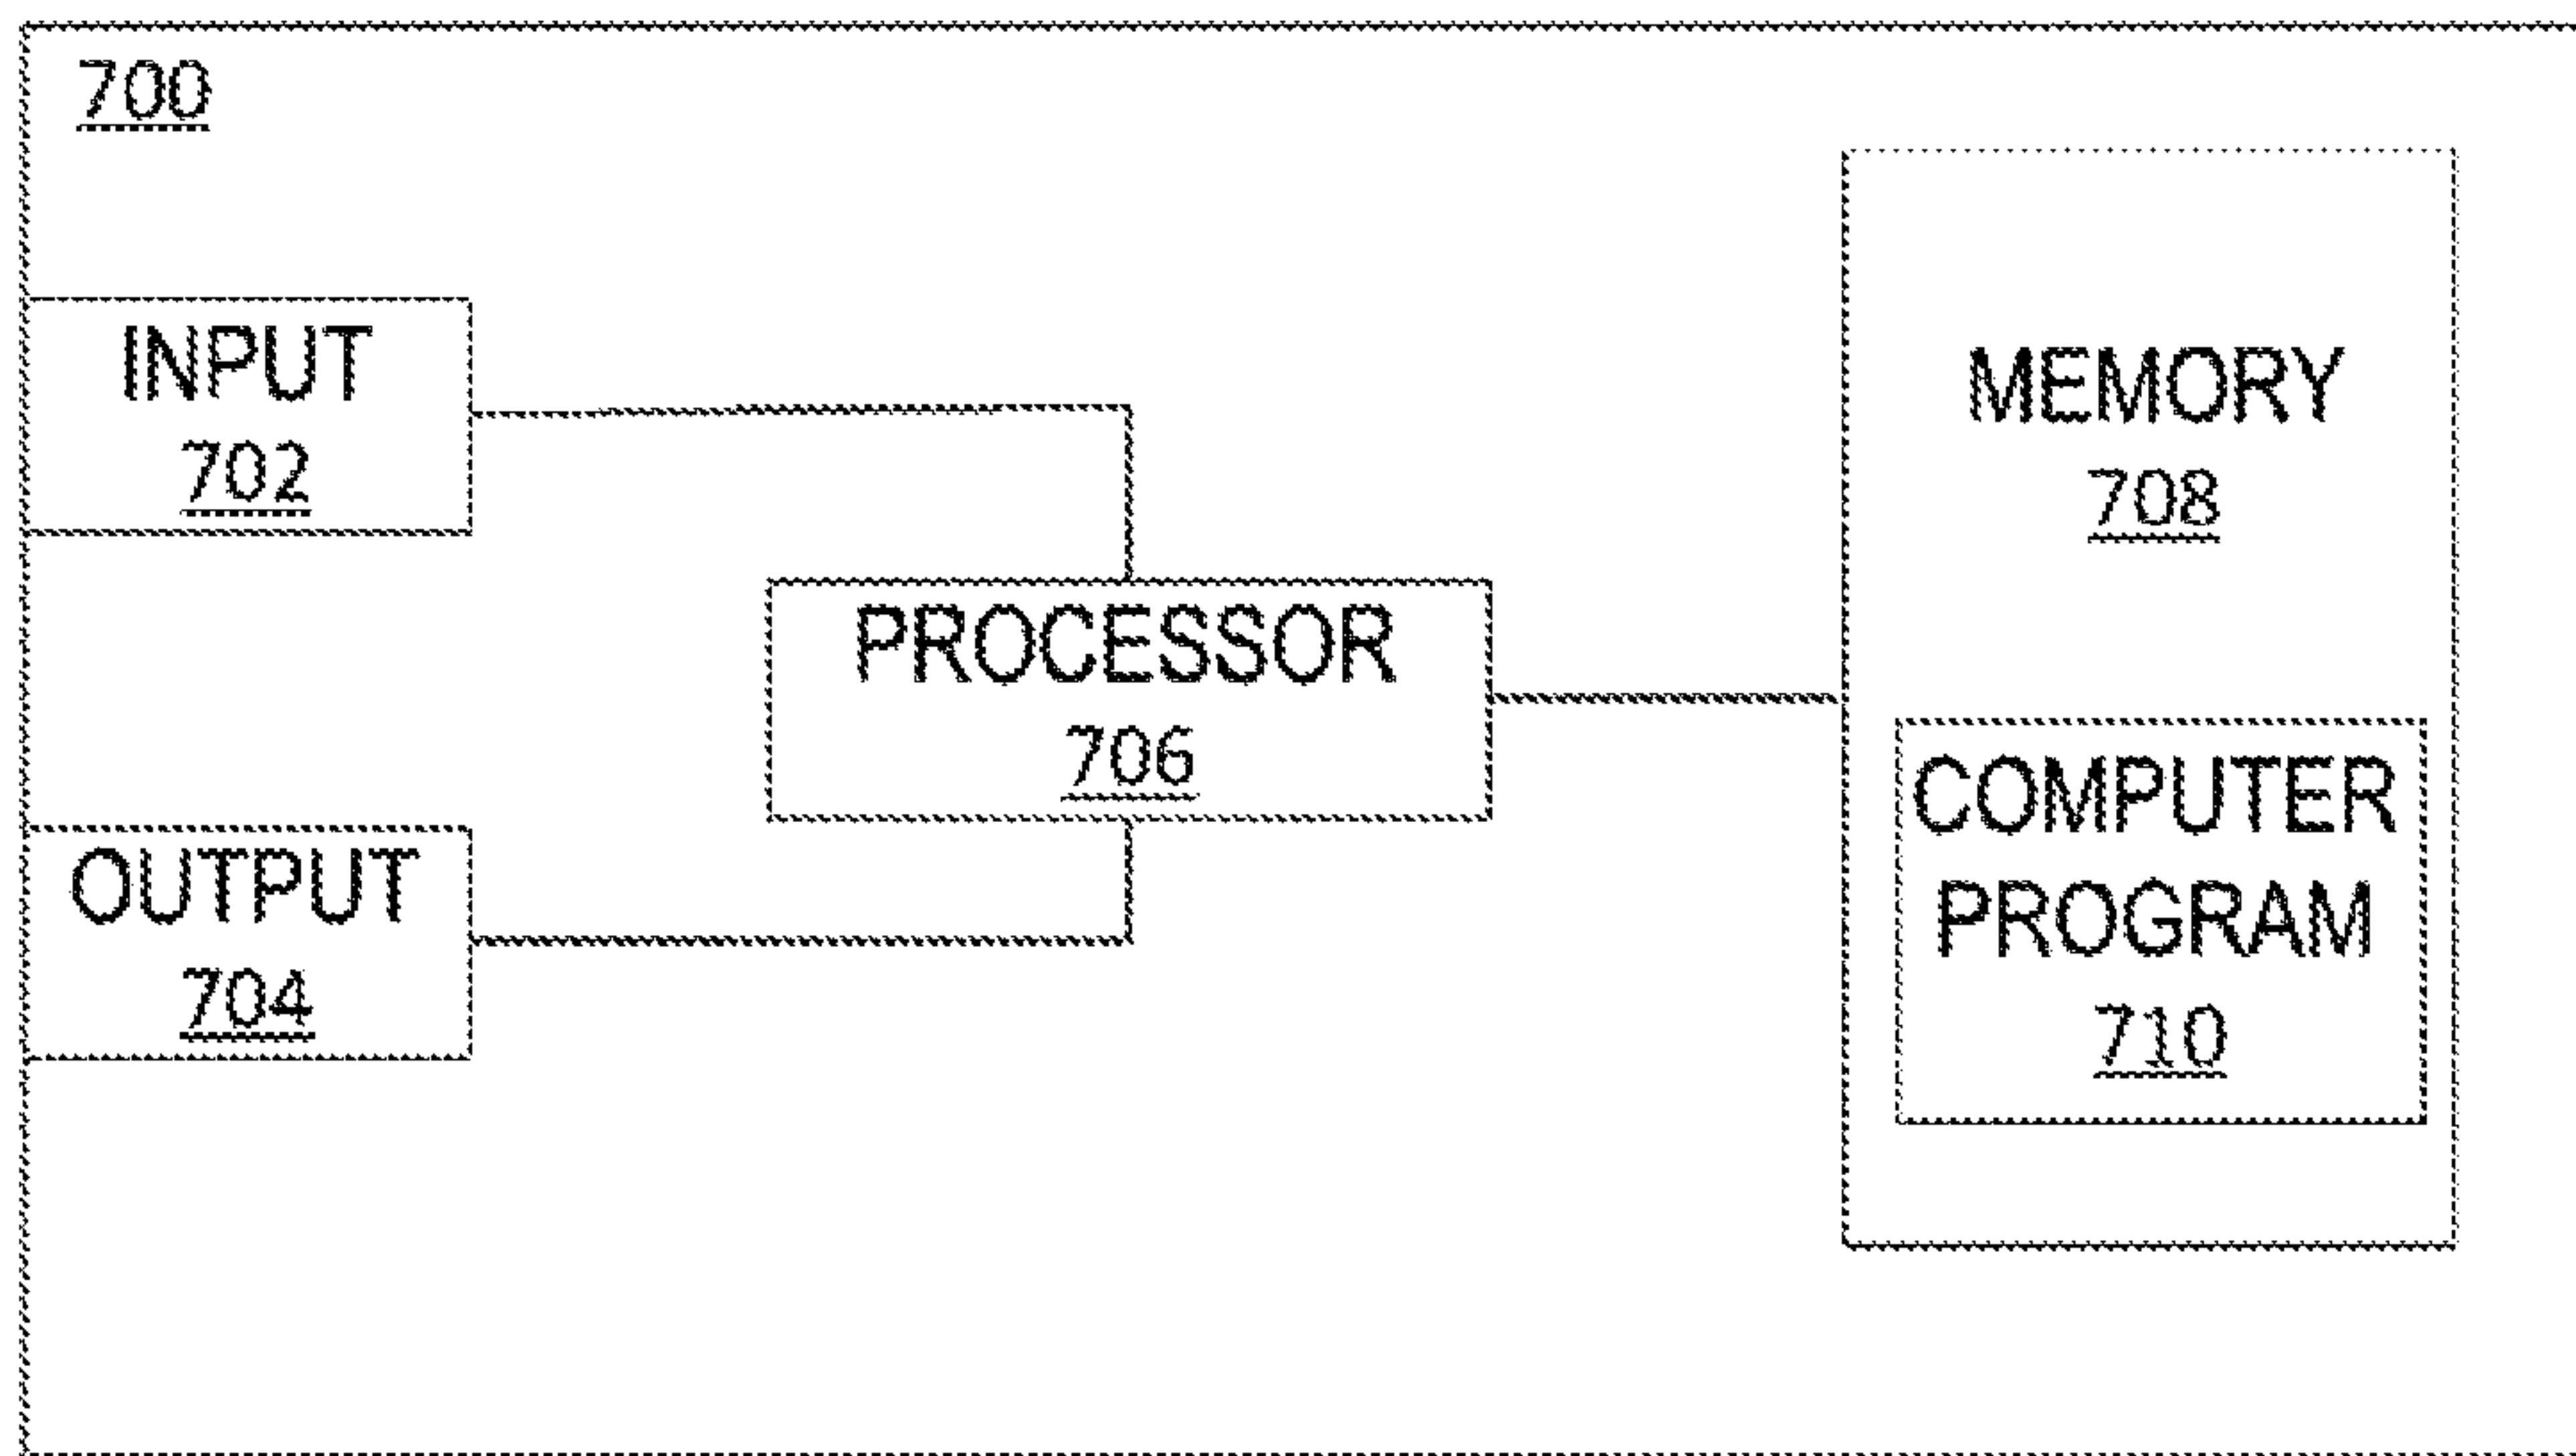 700
INPUT
702
PROCESSOR
706
OUTPUT
704
MEMORY
708
COMPUTER
PROGRAM
710